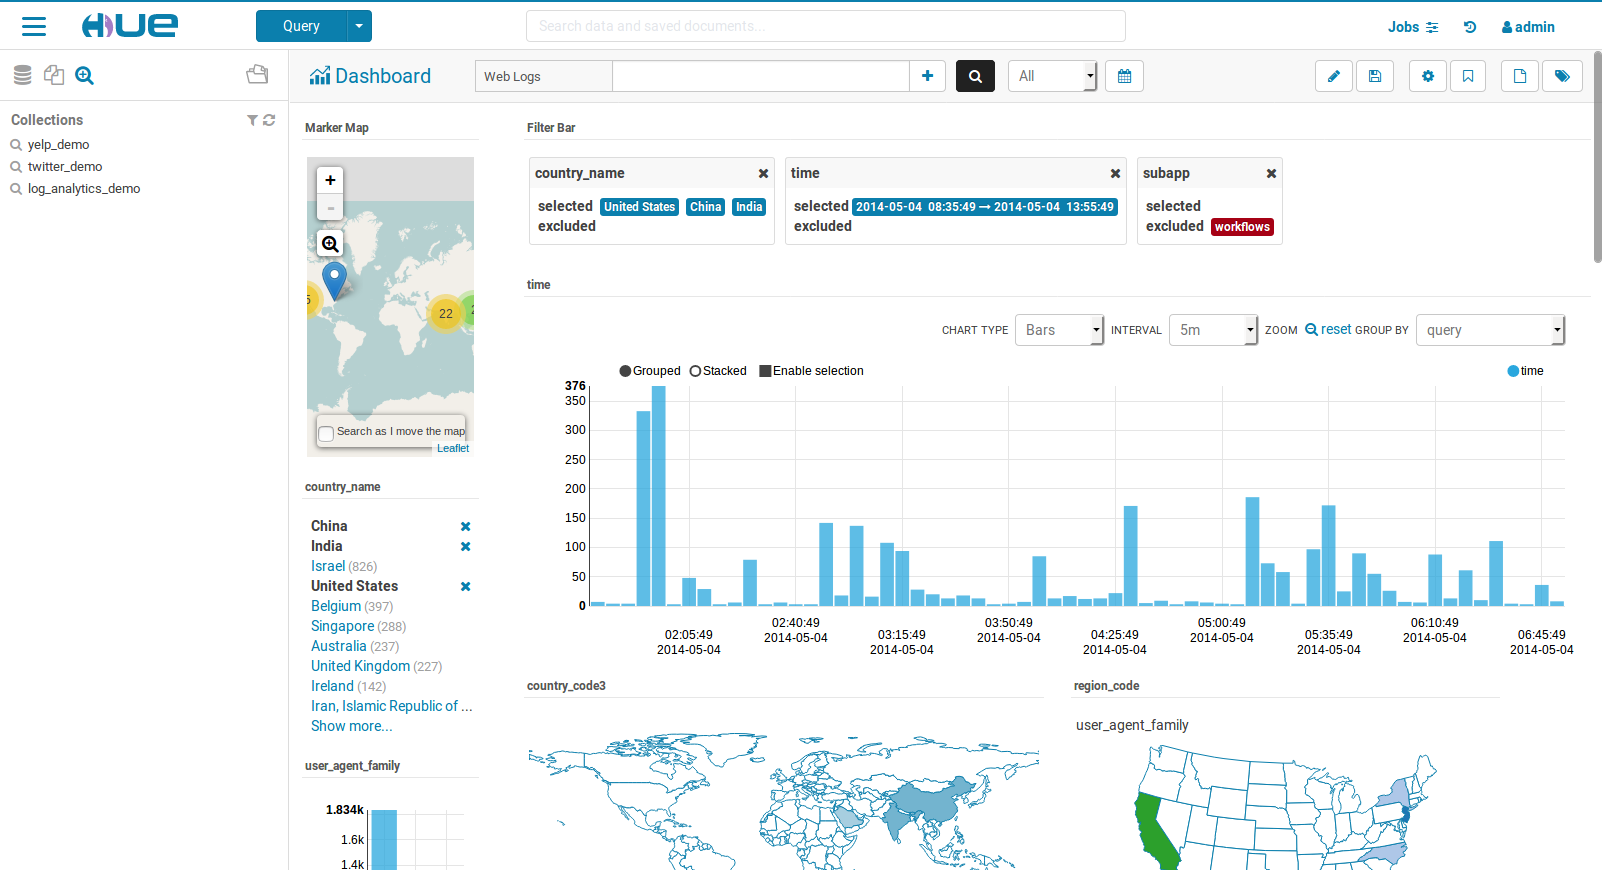 HUE
Query
Search data and saved documents...
Jobs
admin
Dashboard
Web Logs
All
Collections
yelp_demo
twitter_demo
log_analytics_demo
Marker Map
+
-
22
Search as I move the map
Leaflet
country_name
China
India
Israel (826)
United States
Belgium (397)
Singapore (288)
Australia (237)
United Kingdom (227)
Ireland (142)
Iran, Islamic Republic of ...
Show more...
user_agent_family
1.834k
1.6k
1.4k
Filter Bar
country_name
selected United States China India
excluded
time
selected 2014-05-04 08:35:49 → 2014-05-04 13:55:49
excluded
subapp
selected
excluded workflows
time
CHART TYPE Bars INTERVAL 5m ZOOM reset GROUP BY query
Grouped Stacked Enable selection time
376
350
300
250
200
150
100
50
0
02:05:49
2014-05-04
02:40:49
2014-05-04
03:15:49
2014-05-04
03:50:49
2014-05-04
04:25:49
2014-05-04
05:00:49
2014-05-04
05:35:49
2014-05-04
06:10:49
2014-05-04
06:45:49
2014-05-04
country_code3
region_code
user_agent_family